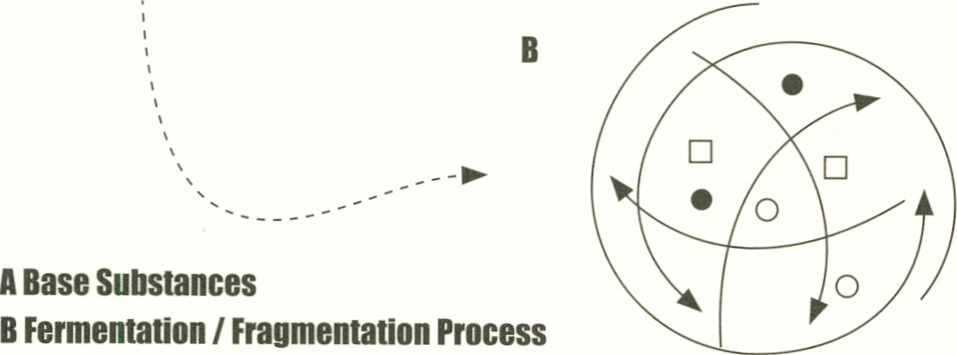 B
A Base Substances
B Fermentation / Fragmentation Process